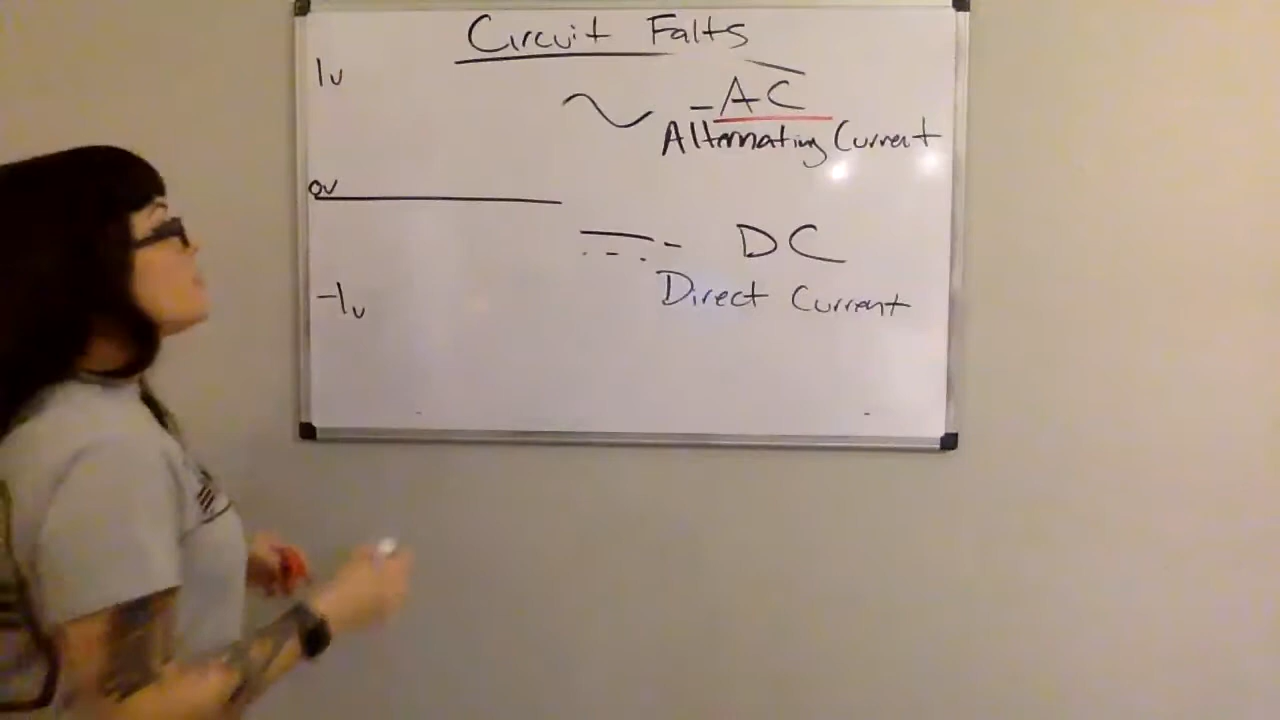 Circuit Falts
1v
~ - AC
Alternating Current
0v
- DC
Direct Current
-1v